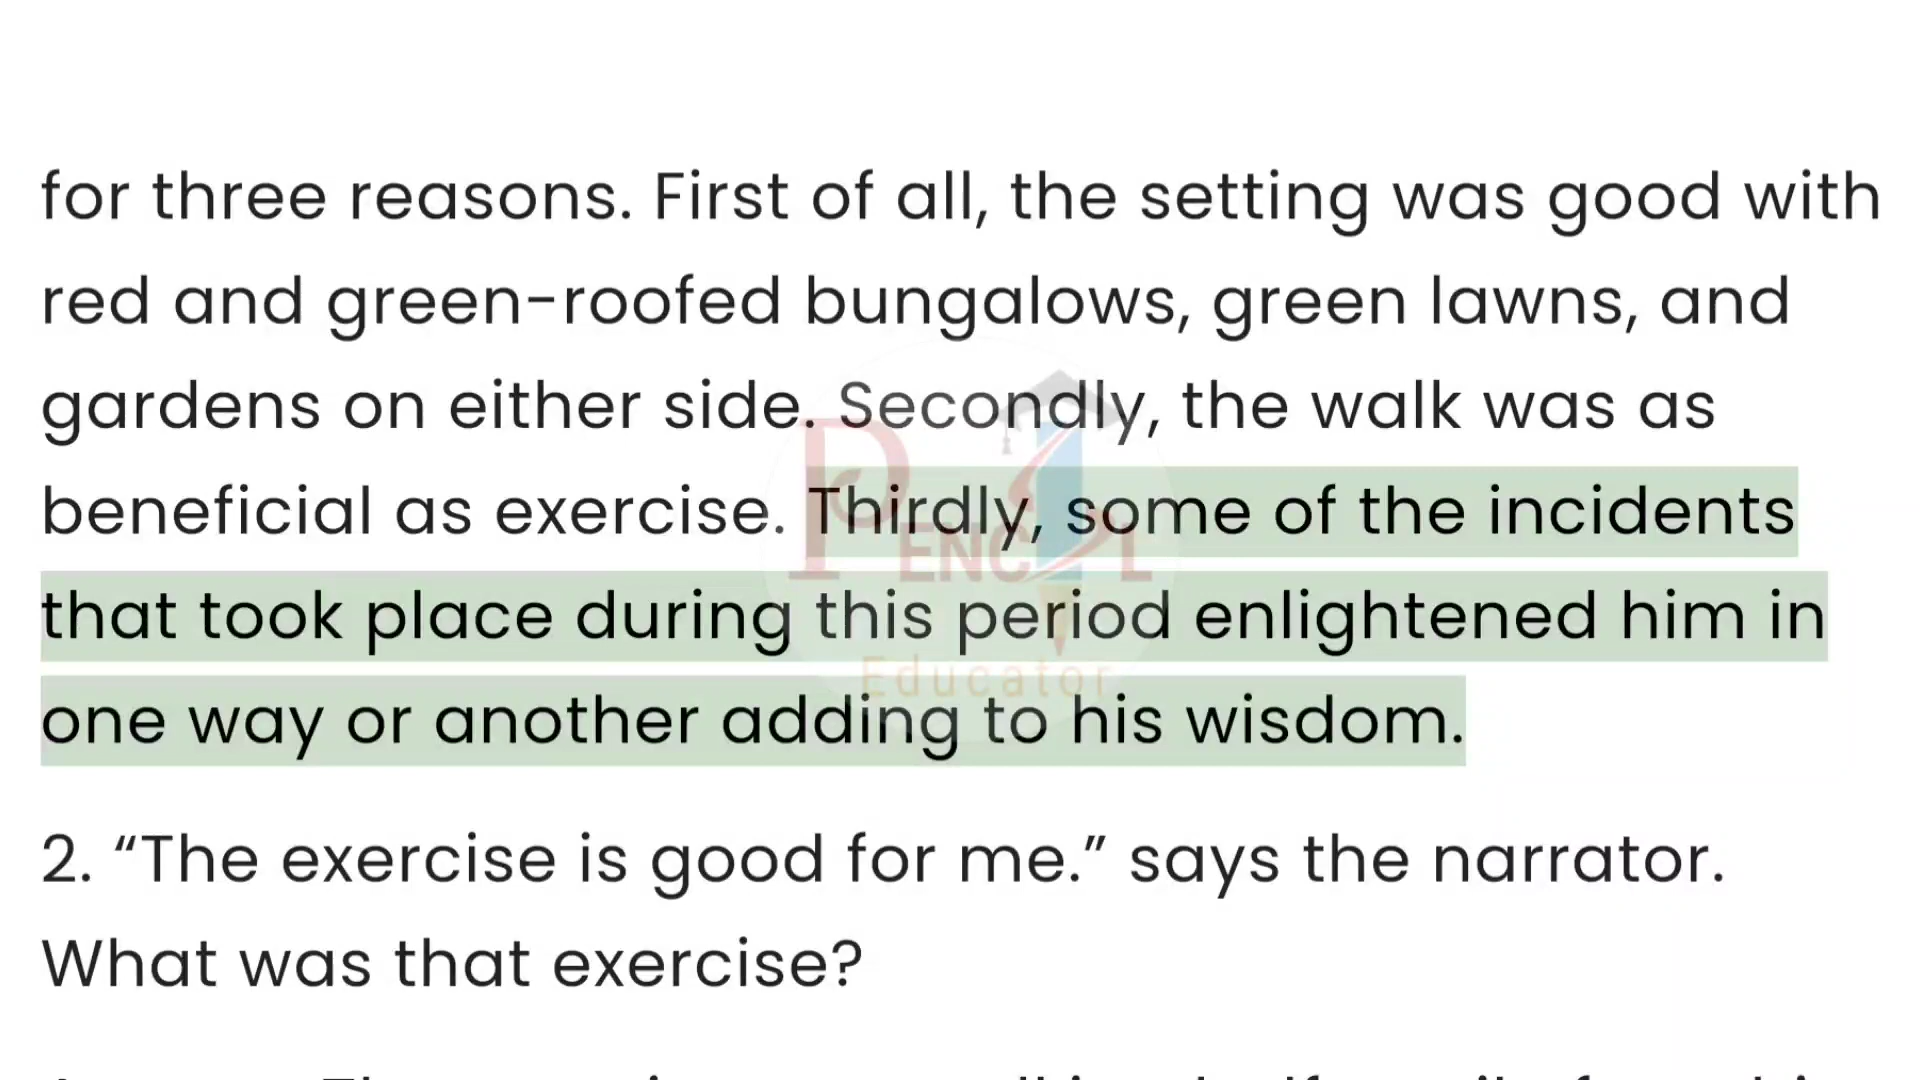 for three reasons. First of all, the setting was good with
red and green-roofed bungalows, green lawns, and
gardens on either side. Secondly, the walk was as
beneficial as exercise. Thirdly, some of the incidents
that took place during this period enlightened him in
one way or another adding to his wisdom.
PENCIL
Educator
2. “The exercise is good for me.” says the narrator.
What was that exercise?